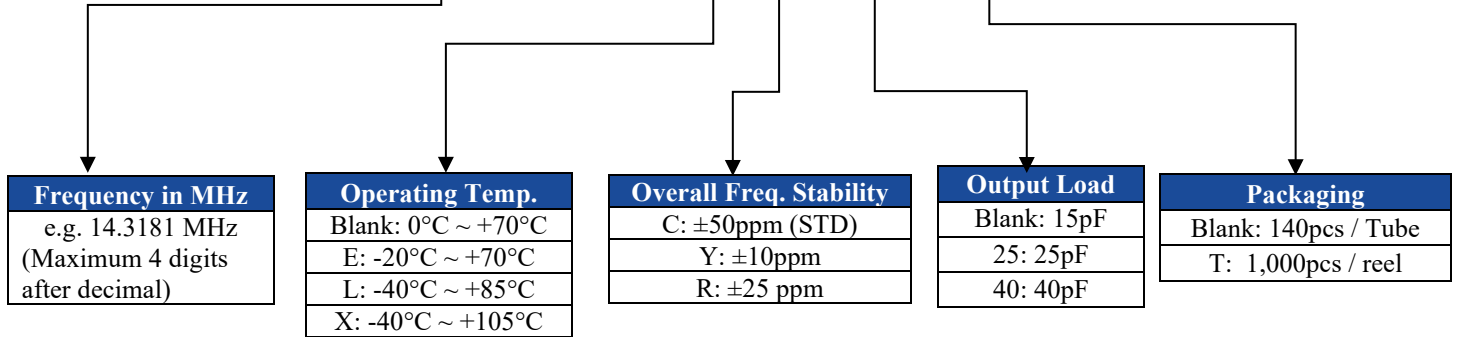 Frequency in MHz
e.g. 14.3181 MHz
(Maximum 4 digits
after decimal)
Operating Temp.
Blank: 0°C ~ +70°C
E: -20°C ~ +70°C
L: -40°C ~ +85°C
X: -40°C ~ +105°C
Overall Freq. Stability
C: ±50ppm (STD)
Y: ±10ppm
R: ±25 ppm
Output Load
Blank: 15pF
25: 25pF
40: 40pF
Packaging
Blank: 140pcs / Tube
T:  1,000pcs / reel